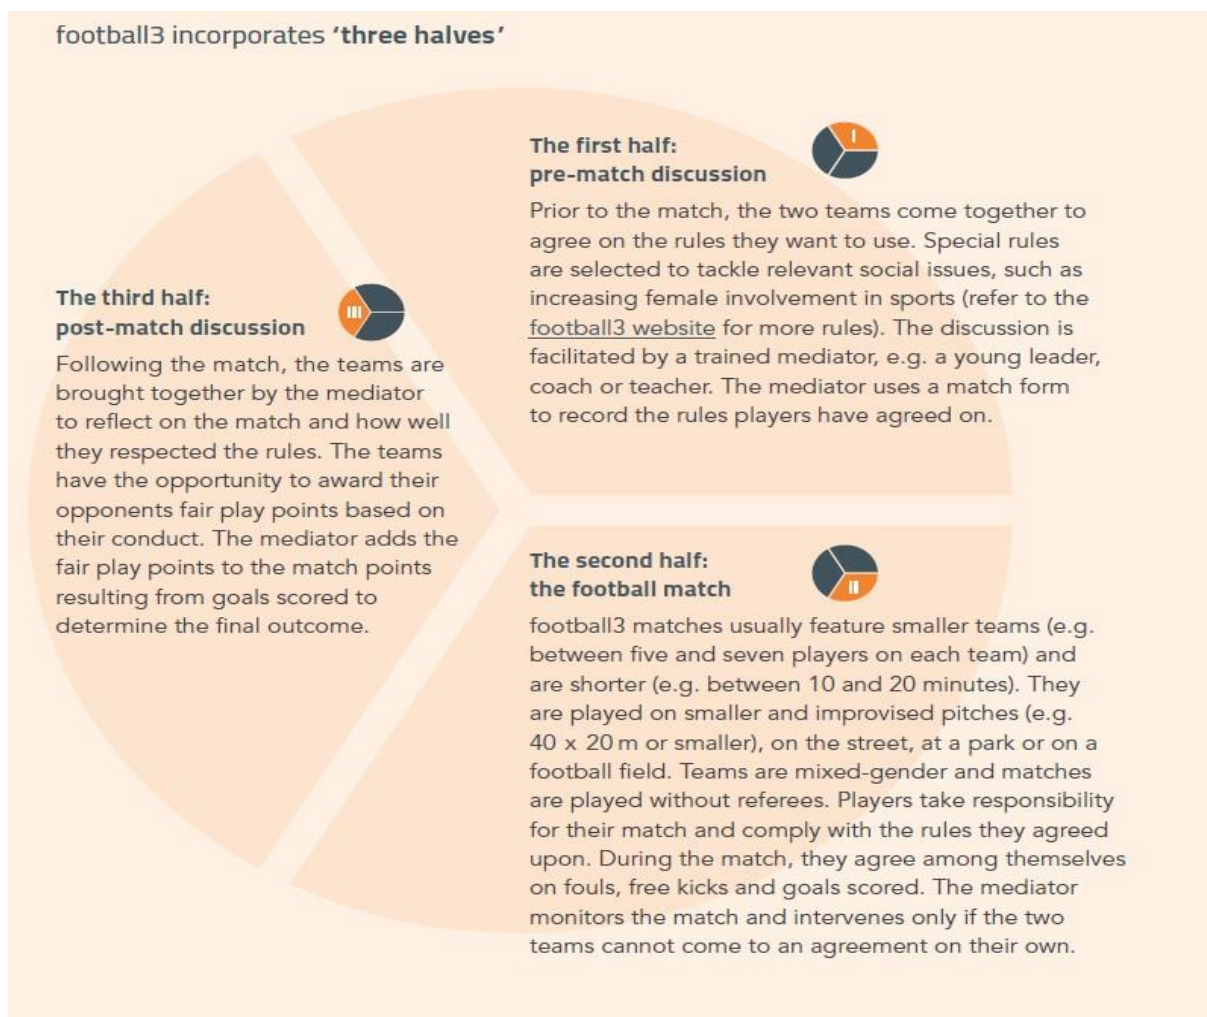 football3 incorporates ‘three halves’
The first half:
pre-match discussion
I
Prior to the match, the two teams come together to
agree on the rules they want to use. Special rules
are selected to tackle relevant social issues, such as
increasing female involvement in sports (refer to the
football3 website for more rules). The discussion is
facilitated by a trained mediator, e.g. a young leader,
coach or teacher. The mediator uses a match form
to record the rules players have agreed on.
The second half:
the football match
II
football3 matches usually feature smaller teams (e.g.
between five and seven players on each team) and
are shorter (e.g. between 10 and 20 minutes). They
are played on smaller and improvised pitches (e.g.
40 x 20 m or smaller), on the street, at a park or on a
football field. Teams are mixed-gender and matches
are played without referees. Players take responsibility
for their match and comply with the rules they agreed
upon. During the match, they agree among themselves
on fouls, free kicks and goals scored. The mediator
monitors the match and intervenes only if the two
teams cannot come to an agreement on their own.
The third half:
post-match discussion
III
Following the match, the teams are
brought together by the mediator
to reflect on the match and how well
they respected the rules. The teams
have the opportunity to award their
opponents fair play points based on
their conduct. The mediator adds the
fair play points to the match points
resulting from goals scored to
determine the final outcome.